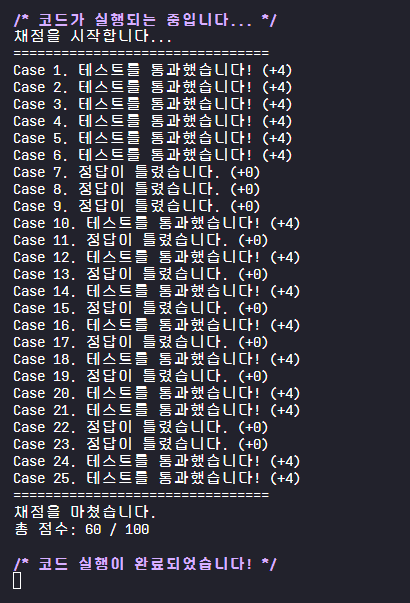 /* 코드가 실행되는 중입니다... */
채점을 시작합니다...
================================
Case 1. 테스트를 통과했습니다! (+4)
Case 2. 테스트를 통과했습니다! (+4)
Case 3. 테스트를 통과했습니다! (+4)
Case 4. 테스트를 통과했습니다! (+4)
Case 5. 테스트를 통과했습니다! (+4)
Case 6. 테스트를 통과했습니다! (+4)
Case 7. 정답이 틀렸습니다. (+0)
Case 8. 정답이 틀렸습니다. (+0)
Case 9. 정답이 틀렸습니다. (+0)
Case 10. 테스트를 통과했습니다! (+4)
Case 11. 정답이 틀렸습니다. (+0)
Case 12. 테스트를 통과했습니다! (+4)
Case 13. 정답이 틀렸습니다. (+0)
Case 14. 테스트를 통과했습니다! (+4)
Case 15. 정답이 틀렸습니다. (+0)
Case 16. 테스트를 통과했습니다! (+4)
Case 17. 정답이 틀렸습니다. (+0)
Case 18. 테스트를 통과했습니다! (+4)
Case 19. 정답이 틀렸습니다. (+0)
Case 20. 테스트를 통과했습니다! (+4)
Case 21. 테스트를 통과했습니다! (+4)
Case 22. 정답이 틀렸습니다. (+0)
Case 23. 정답이 틀렸습니다. (+0)
Case 24. 테스트를 통과했습니다! (+4)
Case 25. 테스트를 통과했습니다! (+4)
================================
채점을 마쳤습니다.
총 점수: 60 / 100
/* 코드 실행이 완료되었습니다! */